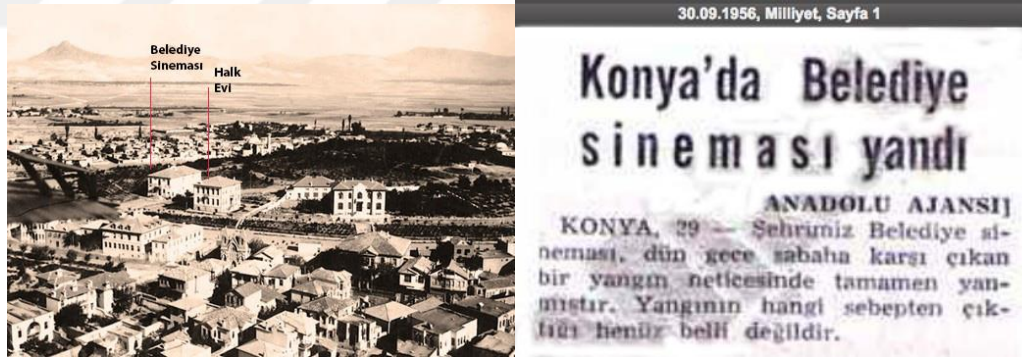 Belediye
Sineması
Halk
Evi
30.09.1956, Milliyet, Sayfa 1
Konya'da Belediye
sineması yandı
ANADOLU AJANSI]
KONYA, 29 — Şehrimiz Belediye si-
neması, dün gece sabaha karşı çıkan
bir yangın neticesinde tamamen yan-
mıştır. Yangının hangi sebepten çık-
tığı henüz belli değildir.